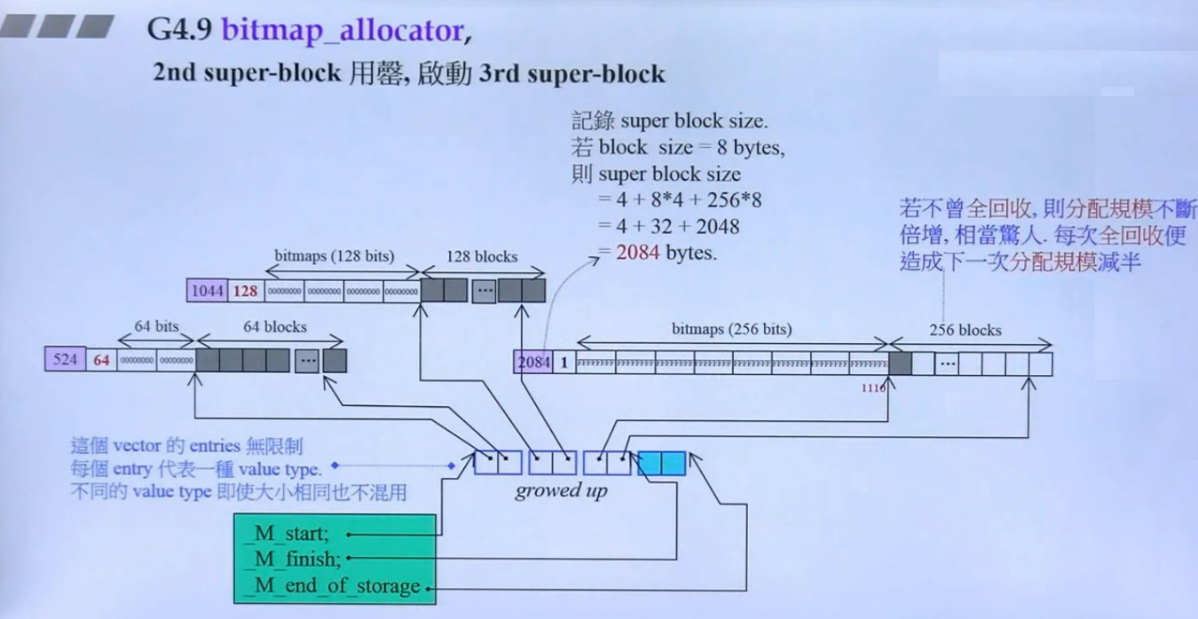 G4.9 bitmap_allocator,
2nd super-block 用罄, 啟動 3rd super-block
記錄 super block size.
若 block size = 8 bytes,
則 super block size
= 4 + 8*4 + 256*8
= 4 + 32 + 2048
= 2084 bytes.
若不曾全回收, 則分配規模不斷
倍增, 相當驚人. 每次全回收便
造成下一次分配規模減半
bitmaps (128 bits)
128 blocks
1044 128 00000000 00000000 00000000 00000000 ...
64 bits
64 blocks
524 64 00000000 00000000 ...
bitmaps (256 bits)
256 blocks
2084 1 FFFFFFFF FFFFFFFF FFFFFFFF FFFFFFFF FFFFFFFF FFFFFFFF FFFFFFFF ...
1110
這個 vector 的 entries 無限制
每個 entry 代表一種 value type.
不同的 value type 即使大小相同也不混用
growed up
_M_start;
_M_finish;
_M_end_of_storage